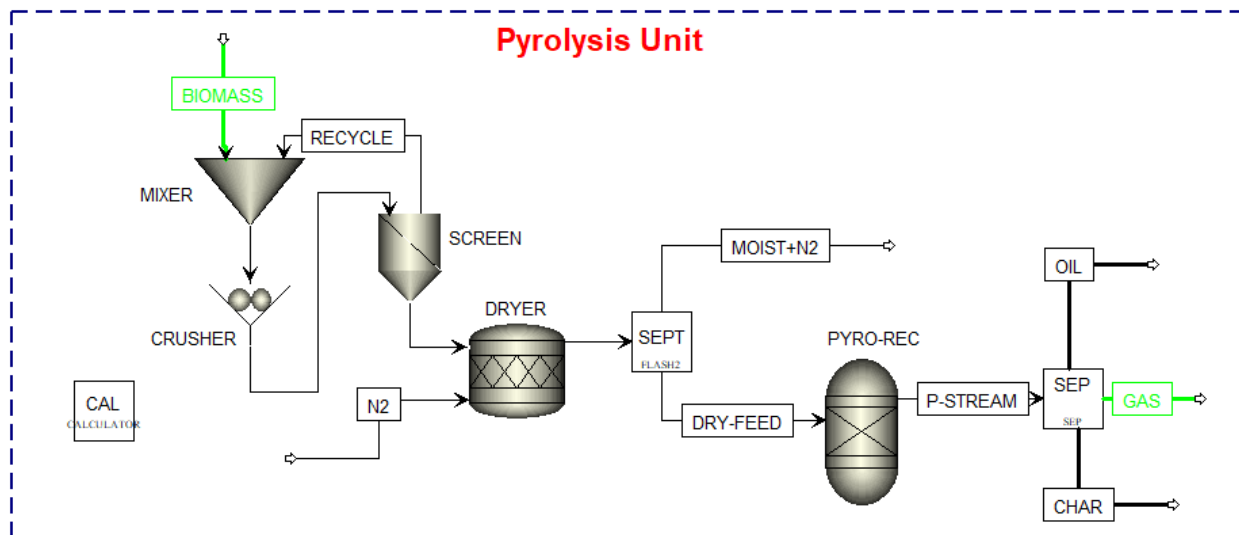 Pyrolysis Unit
BIOMASS
RECYCLE
MIXER
SCREEN
MOIST+N2
OIL
CRUSHER
DRYER
SEPT
FLASH2
PYRO-REC
CAL
CALCULATOR
N2
DRY-FEED
P-STREAM
SEP
SEP
GAS
CHAR